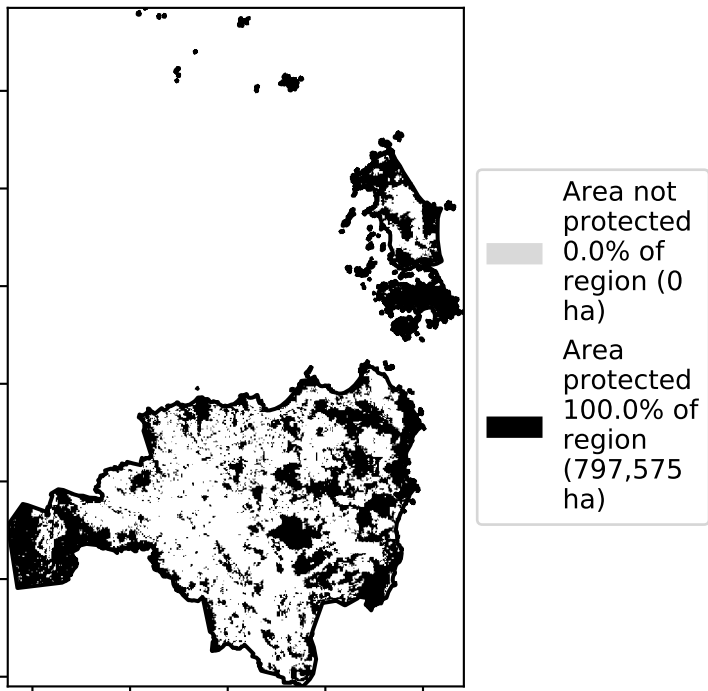 Area not
protected
0.0% of
region (0
ha)
Area
protected
100.0% of
region
(797,575
ha)